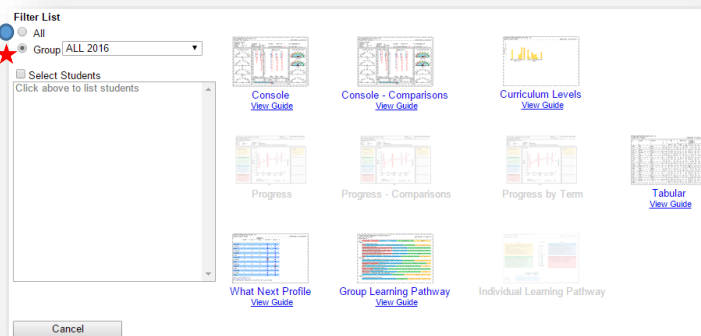 Filter List
All
Group ALL 2016
Select Students
Click above to list students
Console
View Guide
Console - Comparisons
View Guide
Curriculum Levels
View Guide
Progress
Progress - Comparisons
Progress by Term
Tabular
View Guide
What Next Profile
View Guide
Group Learning Pathway
View Guide
Individual Learning Pathway
Cancel